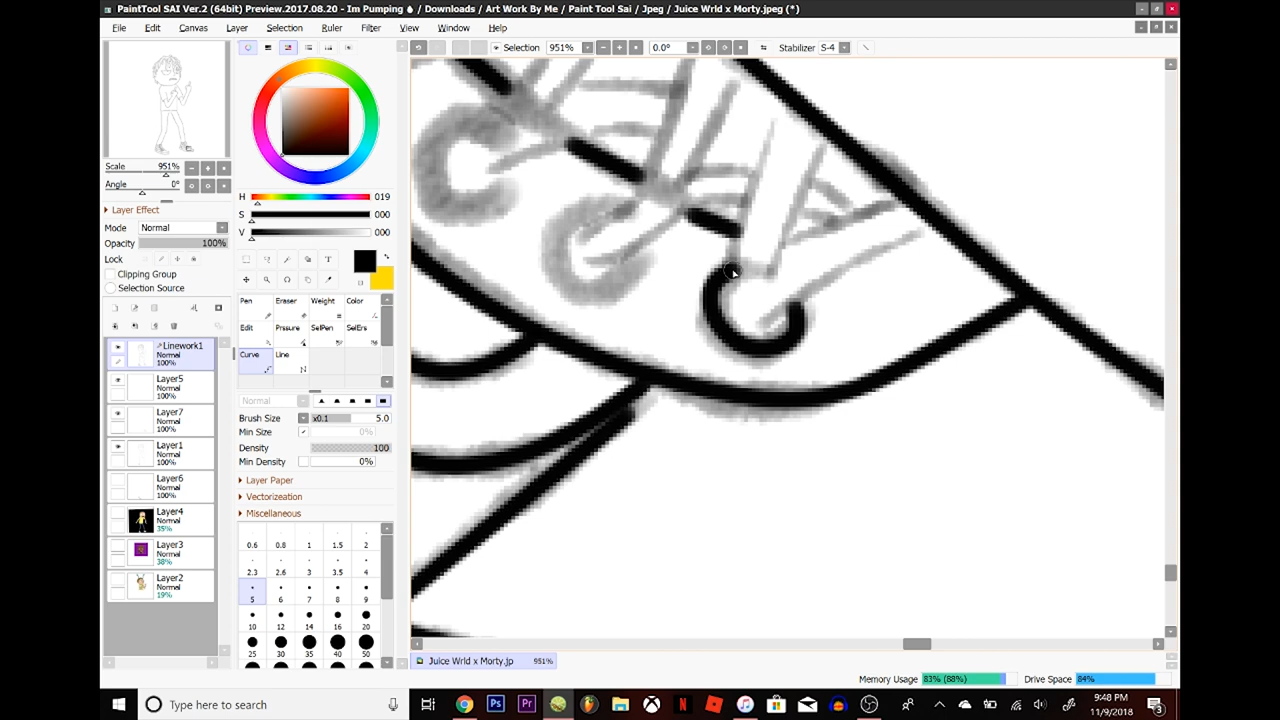 PaintTool SAI Ver.2 (64bit) Preview.2017.08.20 - Im Pumping / Downloads / Art Work By Me / Paint Tool Sai / Jpeg / Juice Wrld x Morty.jpeg (*)
File Edit Canvas Layer Selection Ruler Filter View Window Help
Selection 951% 0.0° Stabilizer S-4
Scale 951%
Angle 0°
Layer Effect
Mode Normal
Opacity 100%
Lock
Clipping Group
Selection Source
Linework1
Normal
100%
Layer5
Normal
100%
Layer7
Normal
100%
Layer1
Normal
100%
Layer6
Normal
100%
Layer4
Normal
35%
Layer3
Normal
38%
Layer2
Normal
19%
H 019
S 000
V 000
T
Pen Eraser Weight Color
Edit Prssure SelPen SelErs
Curve Line
Normal
Brush Size x0.1 5.0
Min Size 0%
Density 100
Min Density 0%
Layer Paper
Vectorizeation
Miscellaneous
0.6 0.8 1 1.5 2
2.3 2.6 3 3.5 4
5 6 7 8 9
10 12 14 16 20
25 30 35 40 50
Juice Wrld x Morty.jp 951%
Memory Usage 83% (88%) Drive Space 84%
Type here to search
Ps Pr
9:48 PM
11/9/2018
3